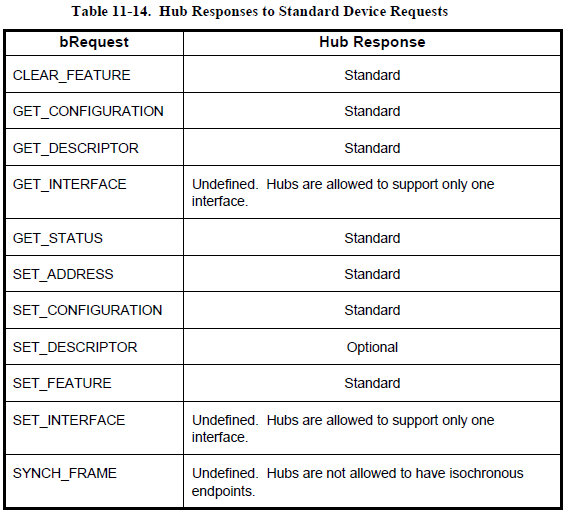 Table 11-14. Hub Responses to Standard Device Requests
bRequest Hub Response
CLEAR_FEATURE Standard
GET_CONFIGURATION Standard
GET_DESCRIPTOR Standard
GET_INTERFACE Undefined. Hubs are allowed to support only one
interface.
GET_STATUS Standard
SET_ADDRESS Standard
SET_CONFIGURATION Standard
SET_DESCRIPTOR Optional
SET_FEATURE Standard
SET_INTERFACE Undefined. Hubs are allowed to support only one
interface.
SYNCH_FRAME Undefined. Hubs are not allowed to have isochronous
endpoints.